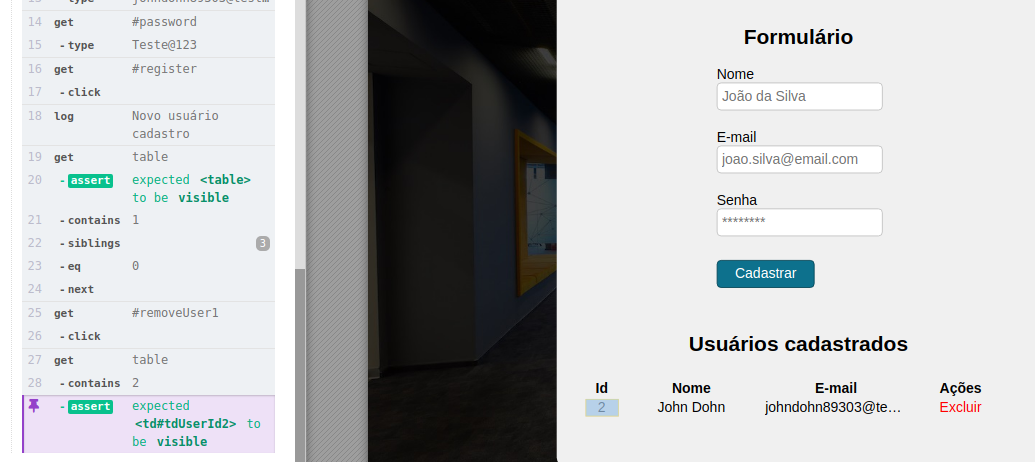 14 get #password
15 - type Teste@123
16 get #register
17 - click
18 log Novo usuário
cadastro
19 get table
20 - assert expected <table>
to be visible
21 - contains 1
22 - siblings 3
23 - eq 0
24 - next
25 get #removeUser1
26 - click
27 get table
28 - contains 2
- assert expected
<td#tdUserId2> to
be visible
Formulário
Nome
João da Silva
E-mail
joao.silva@email.com
Senha
********
Cadastrar
Usuários cadastrados
Id Nome E-mail Ações
2 John Dohn johndohn89303@te… Excluir